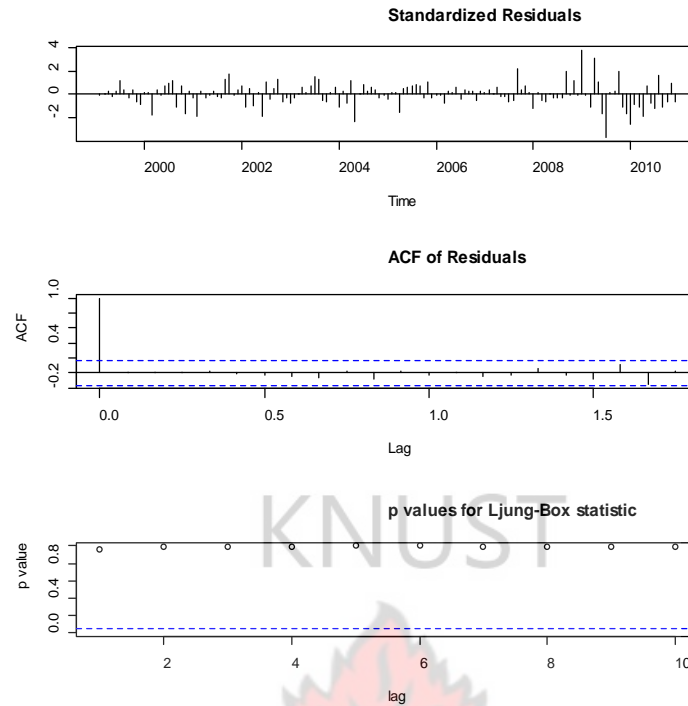 Standardized Residuals
4
2
0
-2
2000 2002 2004 2006 2008 2010
Time
ACF of Residuals
ACF
1.0
0.4
-0.2
0.0 0.5 1.0 1.5
Lag
KNUST
p values for Ljung-Box statistic
p value
0.8
0.4
0.0
2 4 6 8 10
lag